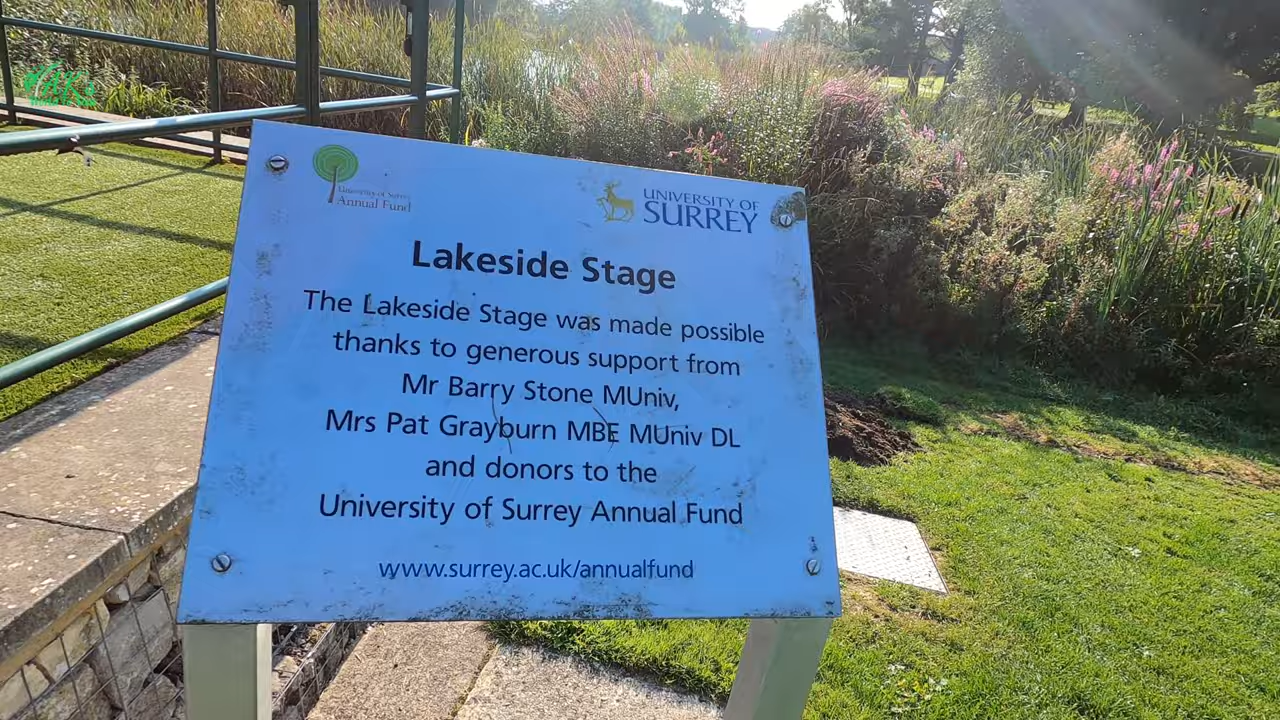 University of Surrey
Annual Fund
UNIVERSITY OF
SURREY
Lakeside Stage
The Lakeside Stage was made possible
thanks to generous support from
Mr Barry Stone MUniv,
Mrs Pat Grayburn MBE MUniv DL
and donors to the
University of Surrey Annual Fund
www.surrey.ac.uk/annualfund